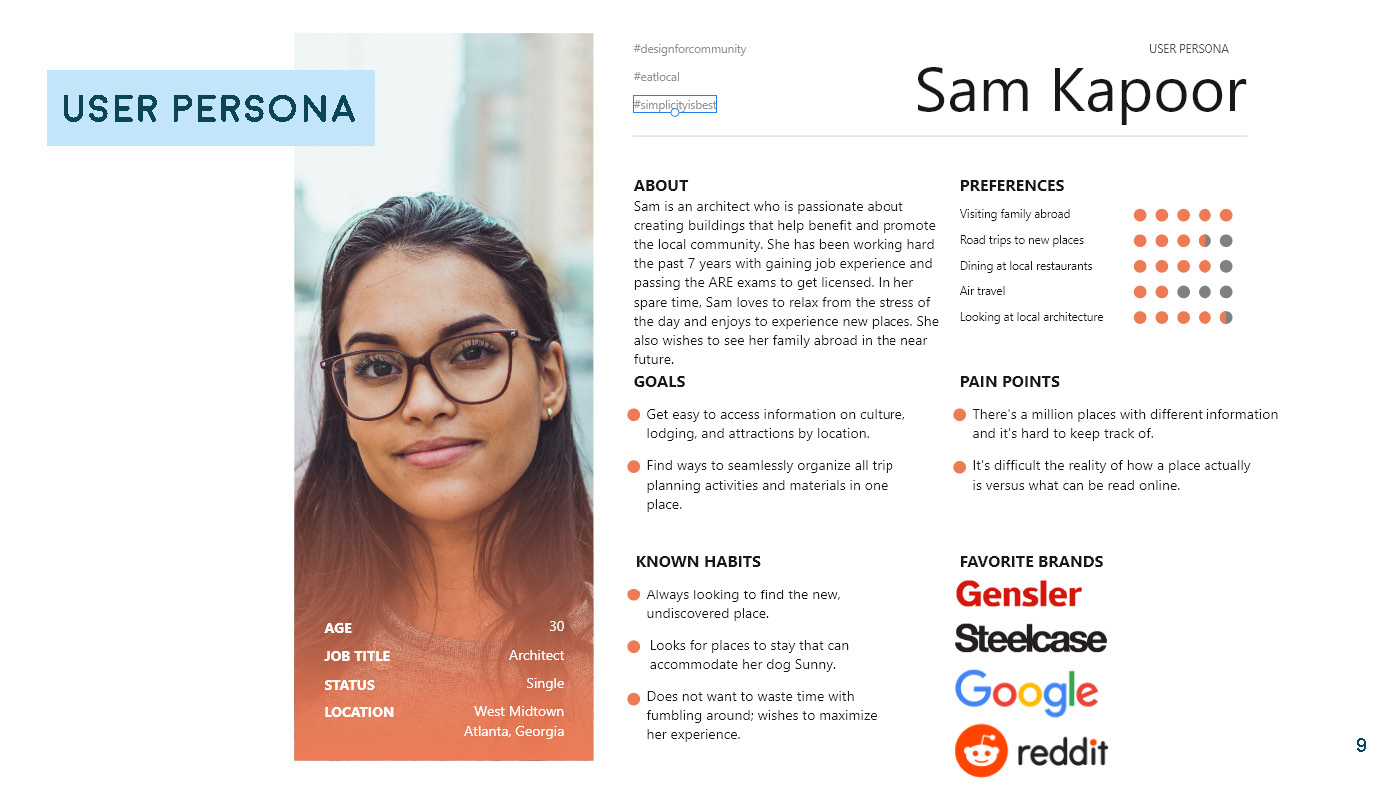 USER PERSONA
#designforcommunity
#eatlocal
#simplicityisbest
USER PERSONA
Sam Kapoor
ABOUT
Sam is an architect who is passionate about
creating buildings that help benefit and promote
the local community. She has been working hard
the past 7 years with gaining job experience and
passing the ARE exams to get licensed. In her
spare time, Sam loves to relax from the stress of
the day and enjoys to experience new places. She
also wishes to see her family abroad in the near
future.
PREFERENCES
Visiting family abroad
Road trips to new places
Dining at local restaurants
Air travel
Looking at local architecture
GOALS
Get easy to access information on culture,
lodging, and attractions by location.
Find ways to seamlessly organize all trip
planning activities and materials in one
place.
PAIN POINTS
There's a million places with different information
and it's hard to keep track of.
It's difficult the reality of how a place actually
is versus what can be read online.
KNOWN HABITS
Always looking to find the new,
undiscovered place.
Looks for places to stay that can
accommodate her dog Sunny.
Does not want to waste time with
fumbling around; wishes to maximize
her experience.
FAVORITE BRANDS
Gensler
Steelcase
Google
reddit
AGE 30
JOB TITLE Architect
STATUS Single
LOCATION West Midtown
Atlanta, Georgia
9